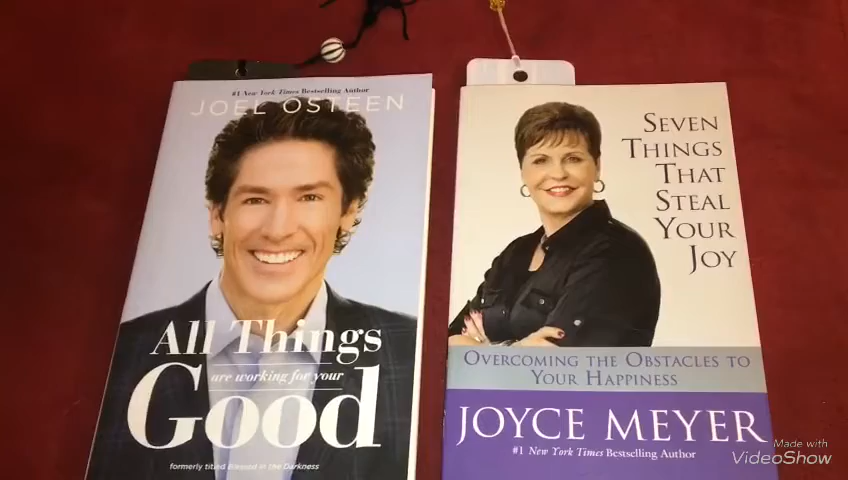 #1 New York Times Bestselling Author
JOEL OSTEEN
All Things
are working for your
Good
formerly titled Blessed in the Darkness
SEVEN
THINGS
THAT
STEAL
YOUR
JOY
OVERCOMING THE OBSTACLES TO
YOUR HAPPINESS
JOYCE MEYER
#1 New York Times Bestselling Author
Made with
VideoShow